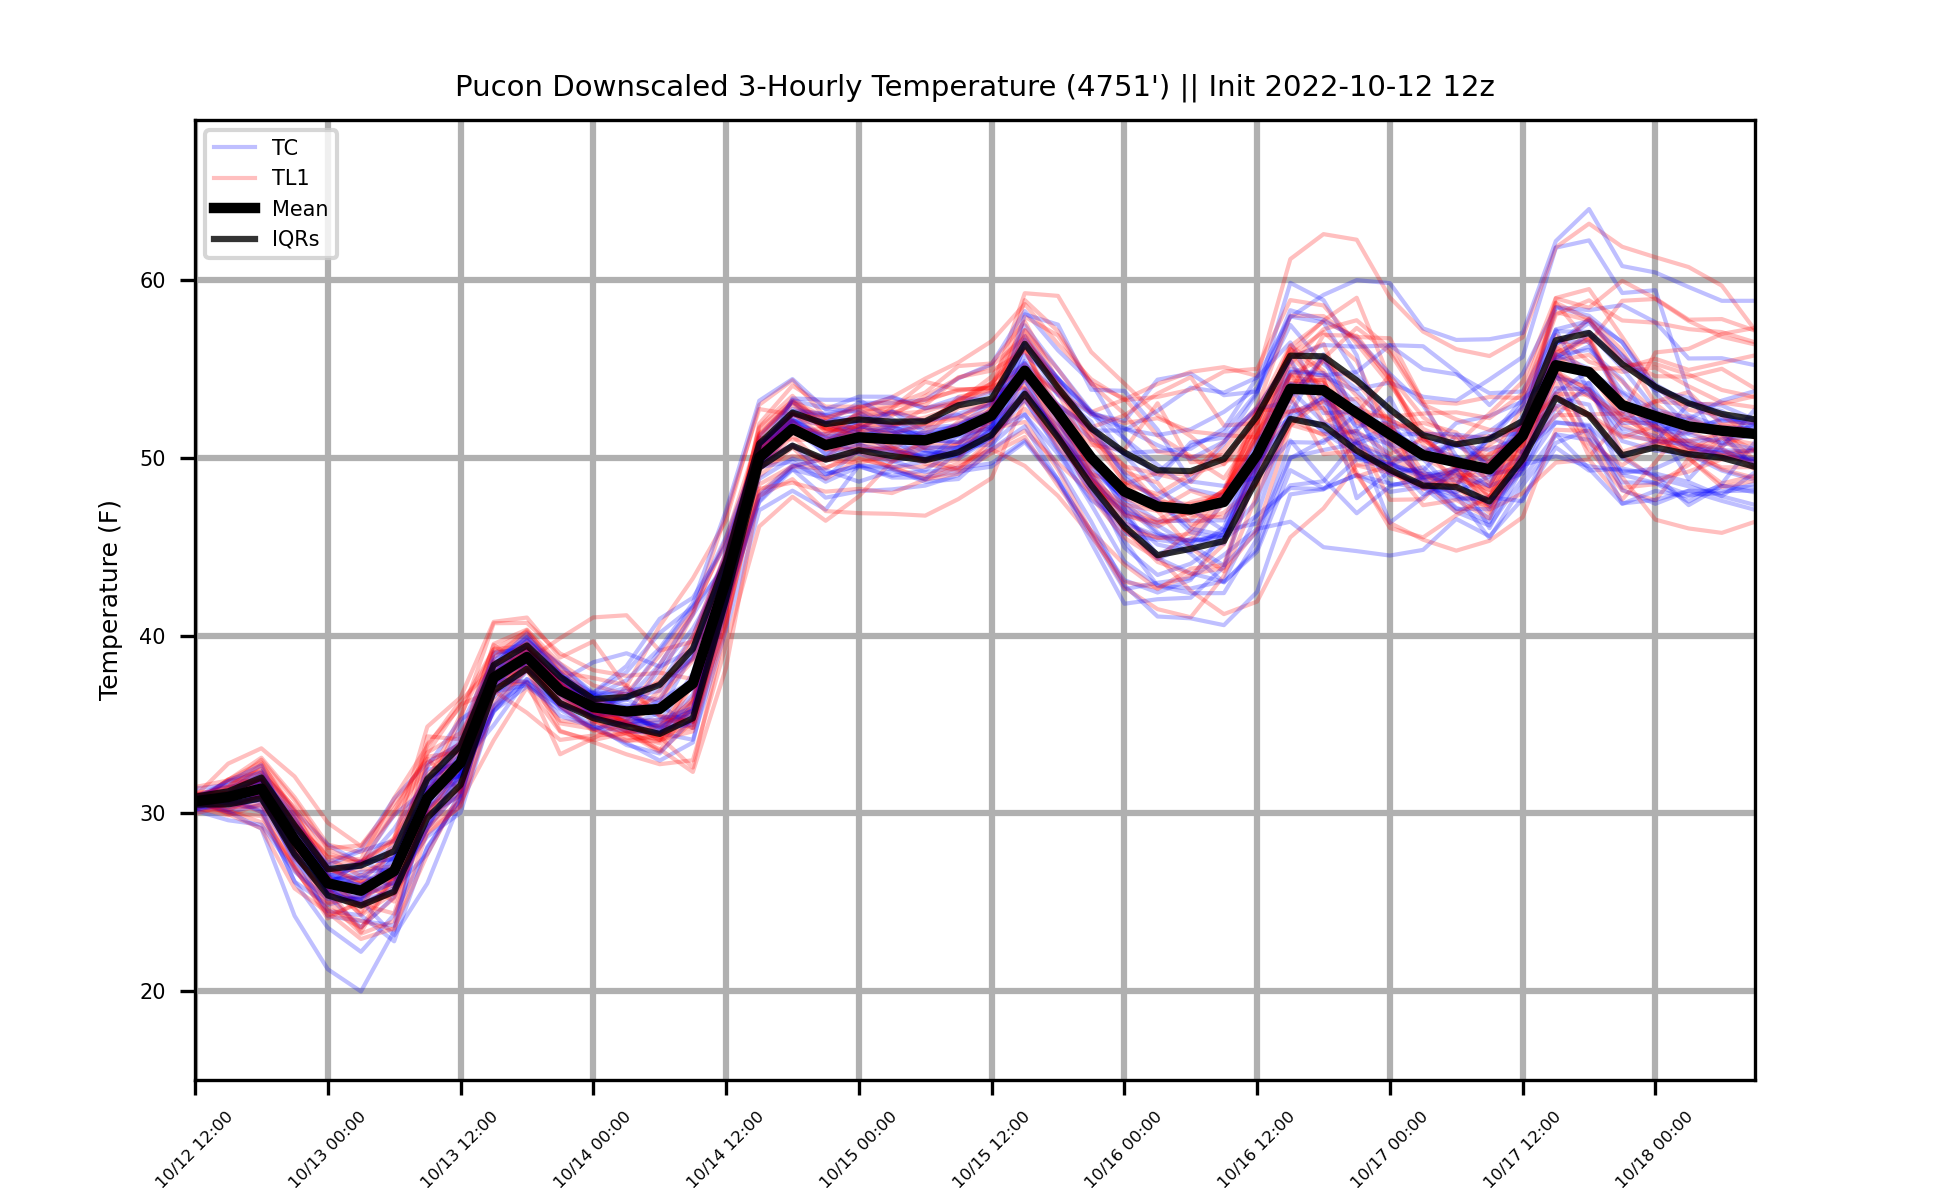 Pucon Downscaled 3-Hourly Temperature (4751') || Init 2022-10-12 12z
TC
TL1
Mean
IQRs
Temperature (F)
60
50
40
30
20
10/12 12:00
10/13 00:00
10/13 12:00
10/14 00:00
10/14 12:00
10/15 00:00
10/15 12:00
10/16 00:00
10/16 12:00
10/17 00:00
10/17 12:00
10/18 00:00